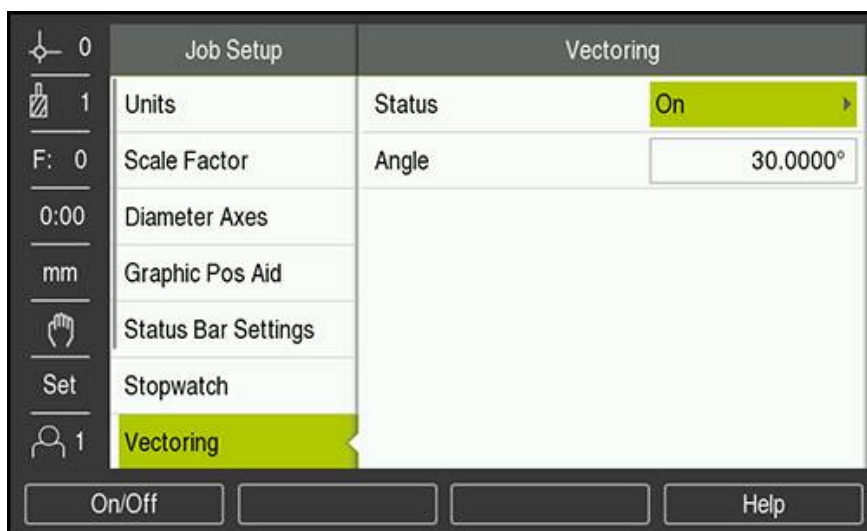 0
Job Setup
Vectoring
1
Units
Status
On
F: 0
Scale Factor
Angle
30.0000°
0:00
Diameter Axes
mm
Graphic Pos Aid
Status Bar Settings
Set
Stopwatch
1
Vectoring
On/Off
Help